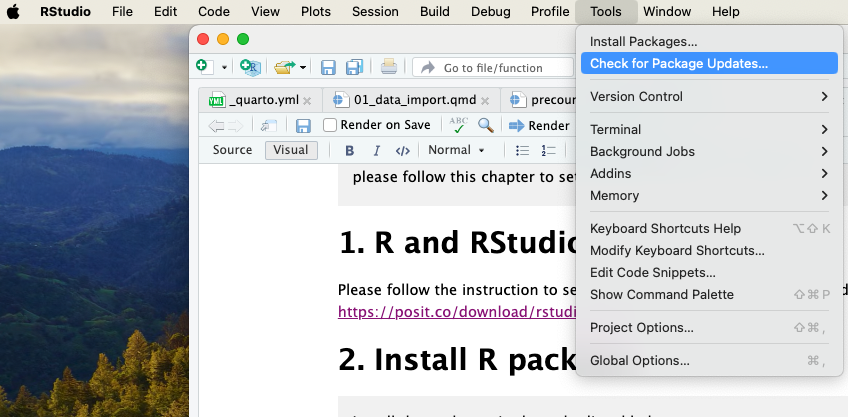 RStudio File Edit Code View Plots Session Build Debug Profile Tools Window Help
Install Packages...
Check for Package Updates...
Version Control
Terminal
Background Jobs
Addins
Memory
Keyboard Shortcuts Help ⌥⇧K
Modify Keyboard Shortcuts...
Edit Code Snippets...
Show Command Palette ⇧⌘P
Project Options... ⇧⌘,
Global Options... ⌘,
Go to file/function
YML _quarto.yml 01_data_import.qmd precour
Render on Save ABC Render
Source Visual B I </> Normal
please follow this chapter to set
1. R and RStudio
Please follow the instruction to se
https://posit.co/download/rstudi
2. Install R pack